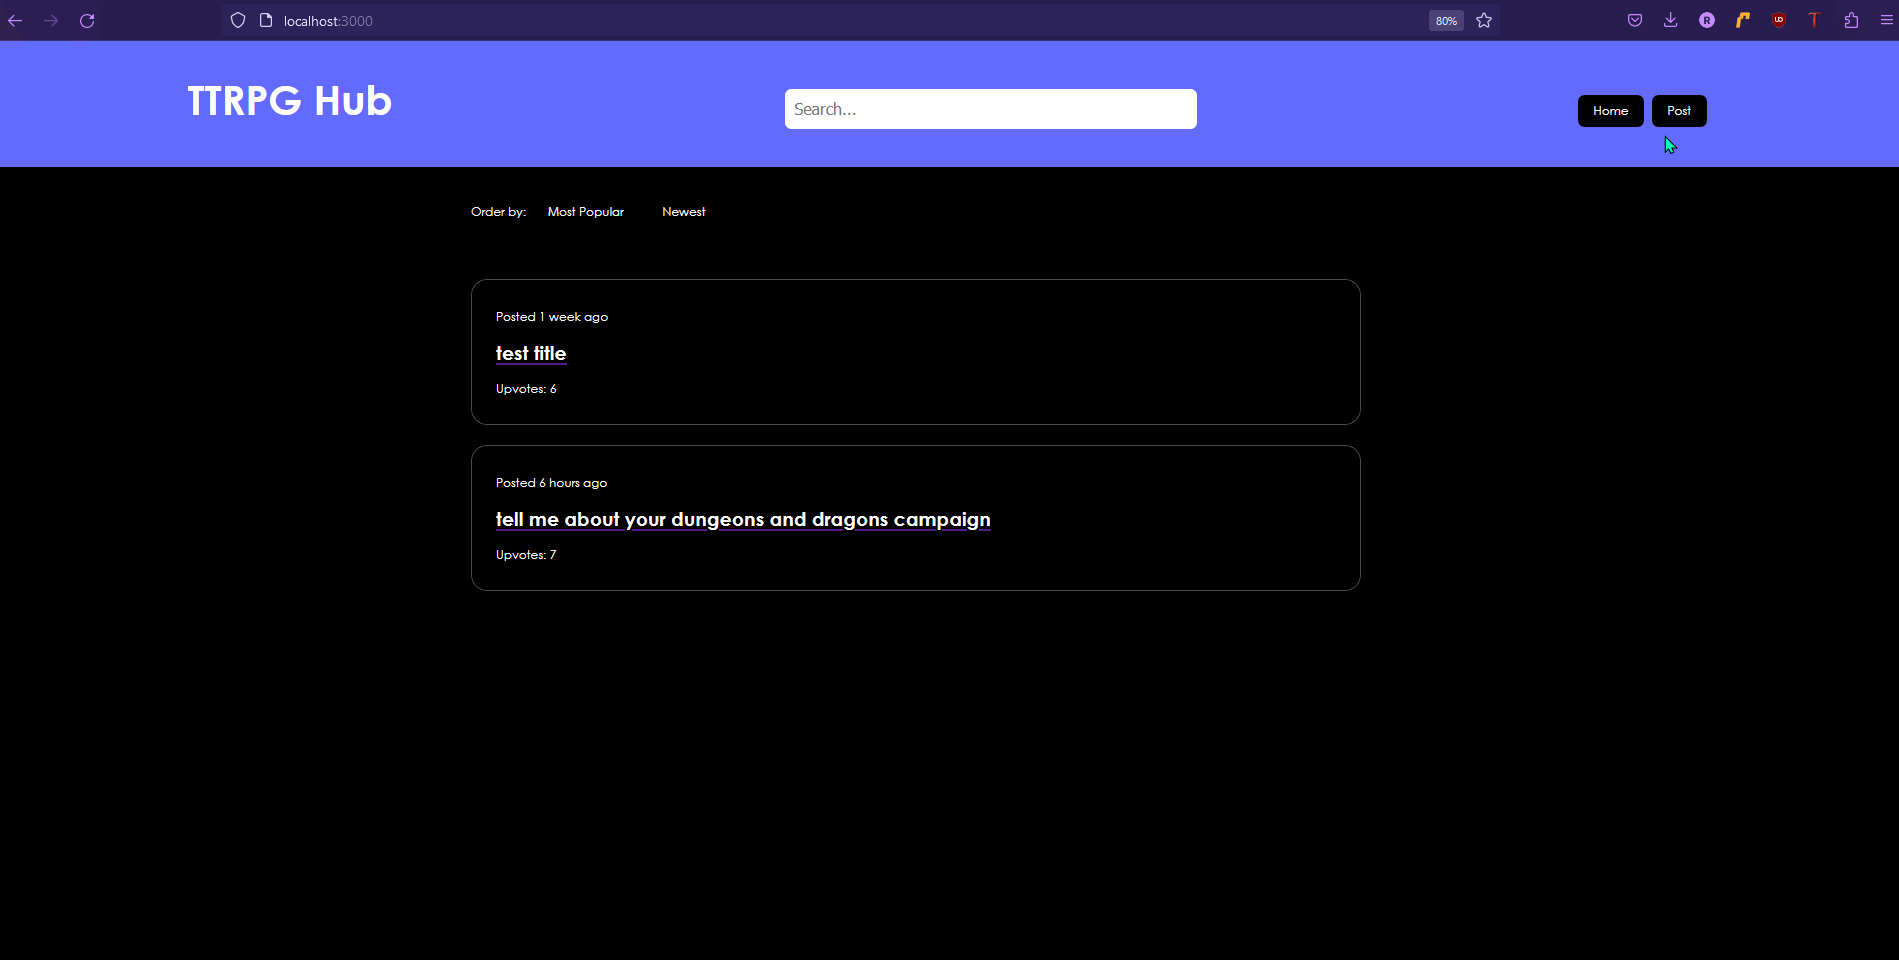 localhost:3000
80%
TTRPG Hub
Search...
Home
Post
Order by: Most Popular Newest
Posted 1 week ago
test title
Upvotes: 6
Posted 6 hours ago
tell me about your dungeons and dragons campaign
Upvotes: 7